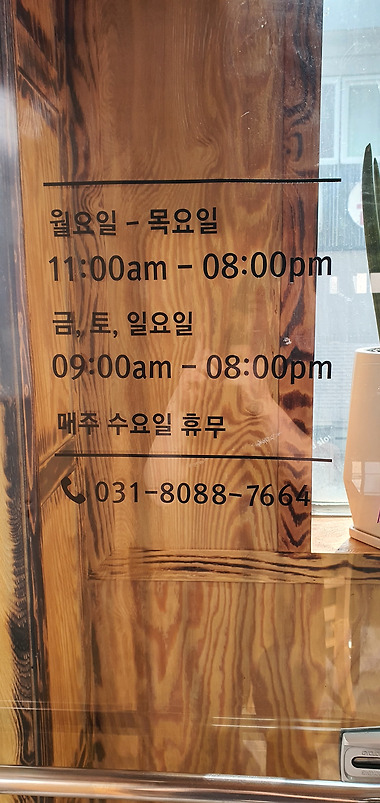 월요일 - 목요일
11:00am - 08:00pm
금, 토, 일요일
09:00am - 08:00pm
매주 수요일 휴무
031-8088-7664